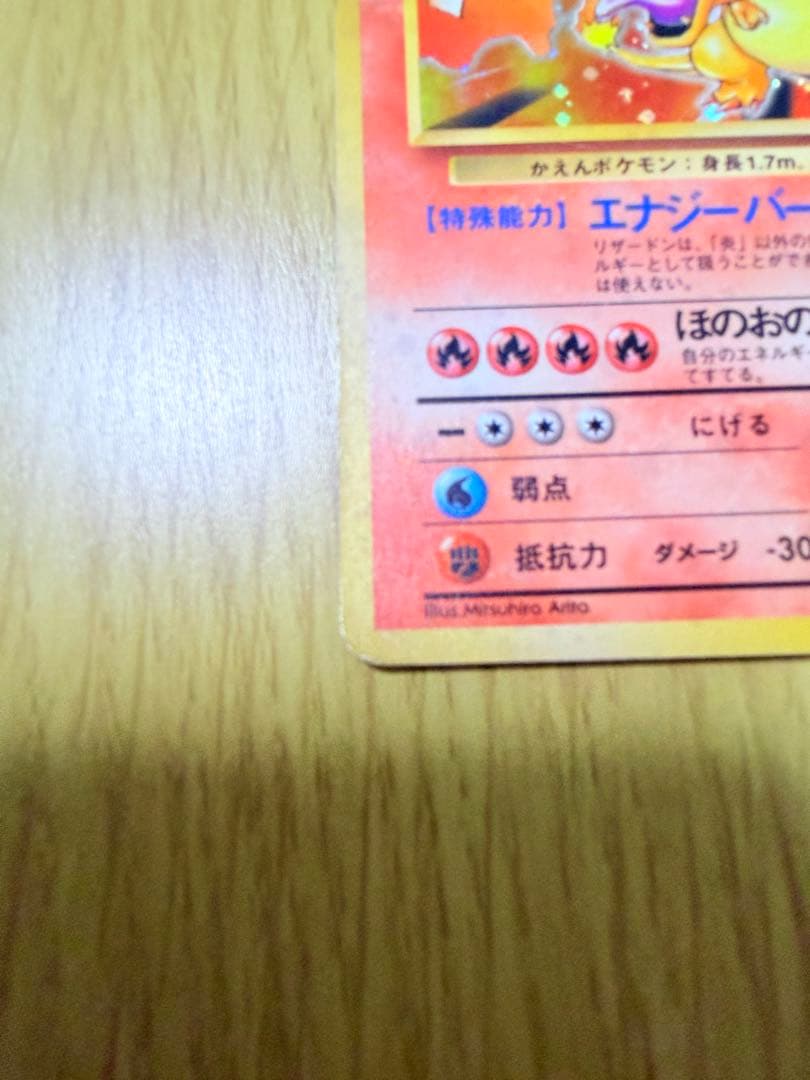 かえんポケモン：身長1.7m、
【特殊能力】 エナジーバー
リザードンは、「炎」以外の
ルギーとして扱うことができ
は使えない。
ほのおの
自分のエネルギー
てすてる。
にげる
弱点
抵抗力 ダメージ -30
Illus.Mitsuhiro Arita